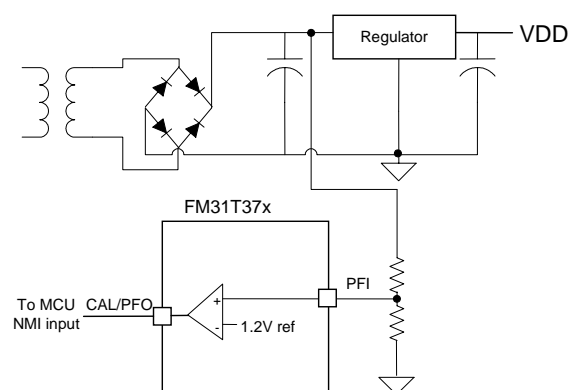 Regulator
VDD
FM31T37x
PFI
To MCU
NMI input
CAL/PFO
+
-
1.2V ref